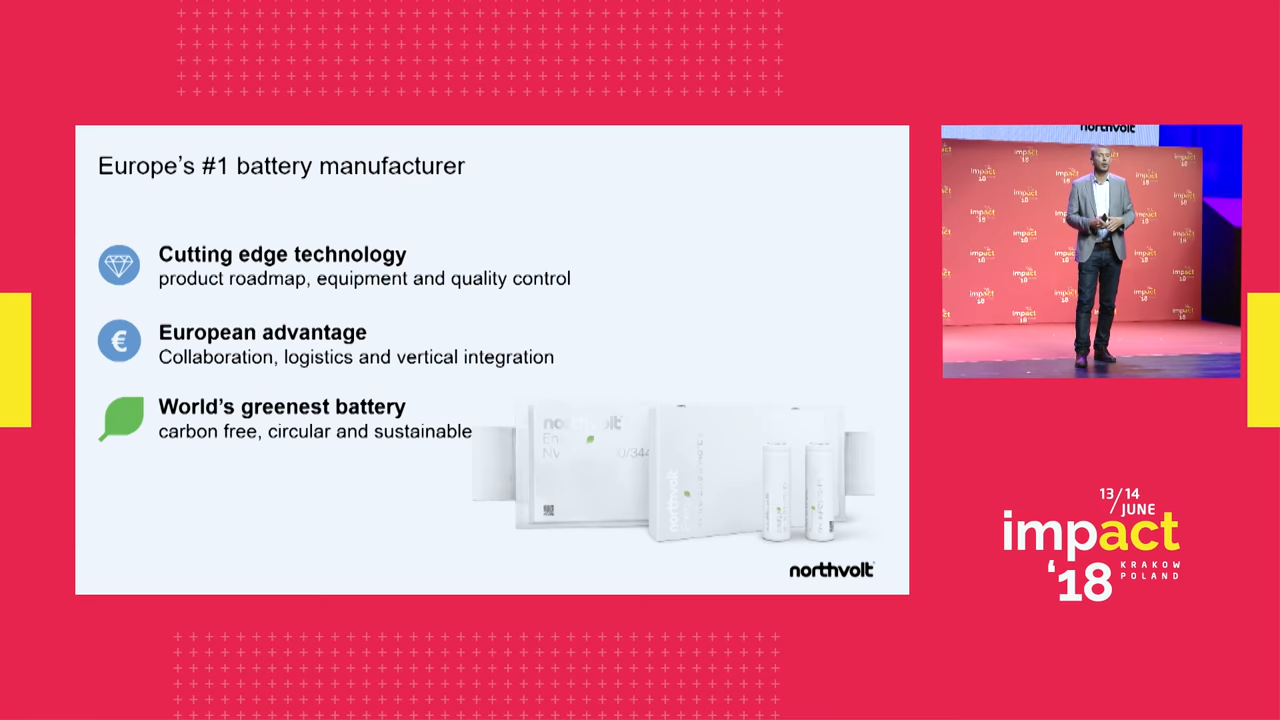 Europe's #1 battery manufacturer
Cutting edge technology
product roadmap, equipment and quality control
European advantage
Collaboration, logistics and vertical integration
World's greenest battery
carbon free, circular and sustainable
northvolt
northvolt
northvolt
northvolt
impact
'18
13/14
JUNE
impact
'18
KRAKOW
POLAND